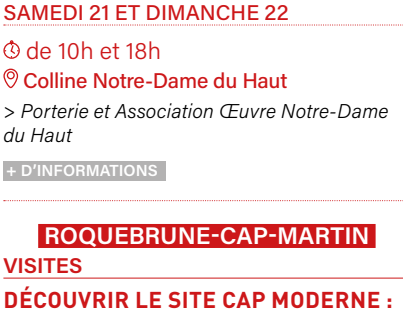 SAMEDI 21 ET DIMANCHE 22
de 10h et 18h
Colline Notre-Dame du Haut
> Porterie et Association Œuvre Notre-Dame
du Haut
+ D'INFORMATIONS
ROQUEBRUNE-CAP-MARTIN
VISITES
DÉCOUVRIR LE SITE CAP MODERNE :